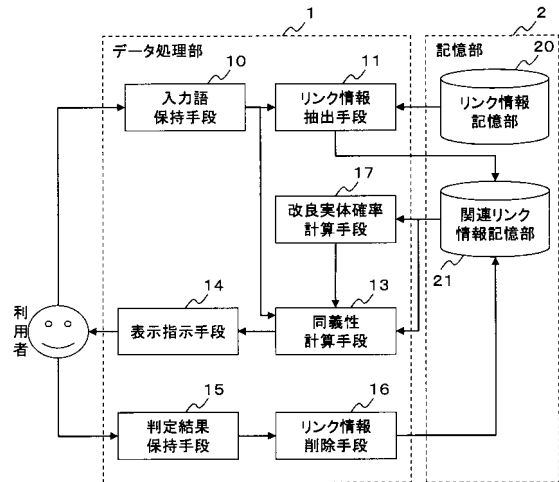 1
2
データ処理部
記憶部
10
11
20
入力語
保持手段
リンク情報
抽出手段
リンク情報
記憶部
17
改良実体確率
計算手段
関連リンク
情報記憶部
21
14
13
利用者
表示指示手段
同義性
計算手段
15
16
判定結果
保持手段
リンク情報
削除手段